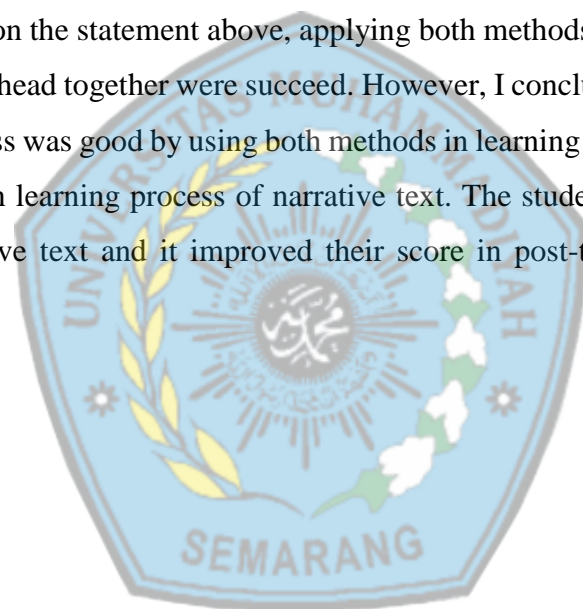 on the statement above, applying both methods
head together were succeed. However, I conclu
ss was good by using both methods in learning
n learning process of narrative text. The stude
ve text and it improved their score in post-t
UNIVERSITAS MUHAMMADIYAH
SEMARANG